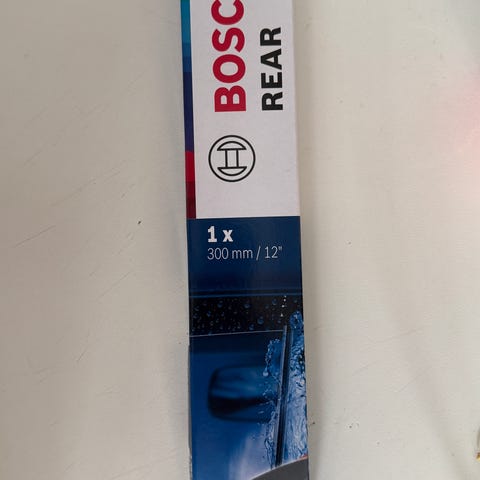 BOSC
REAR
1 x
300 mm / 12"